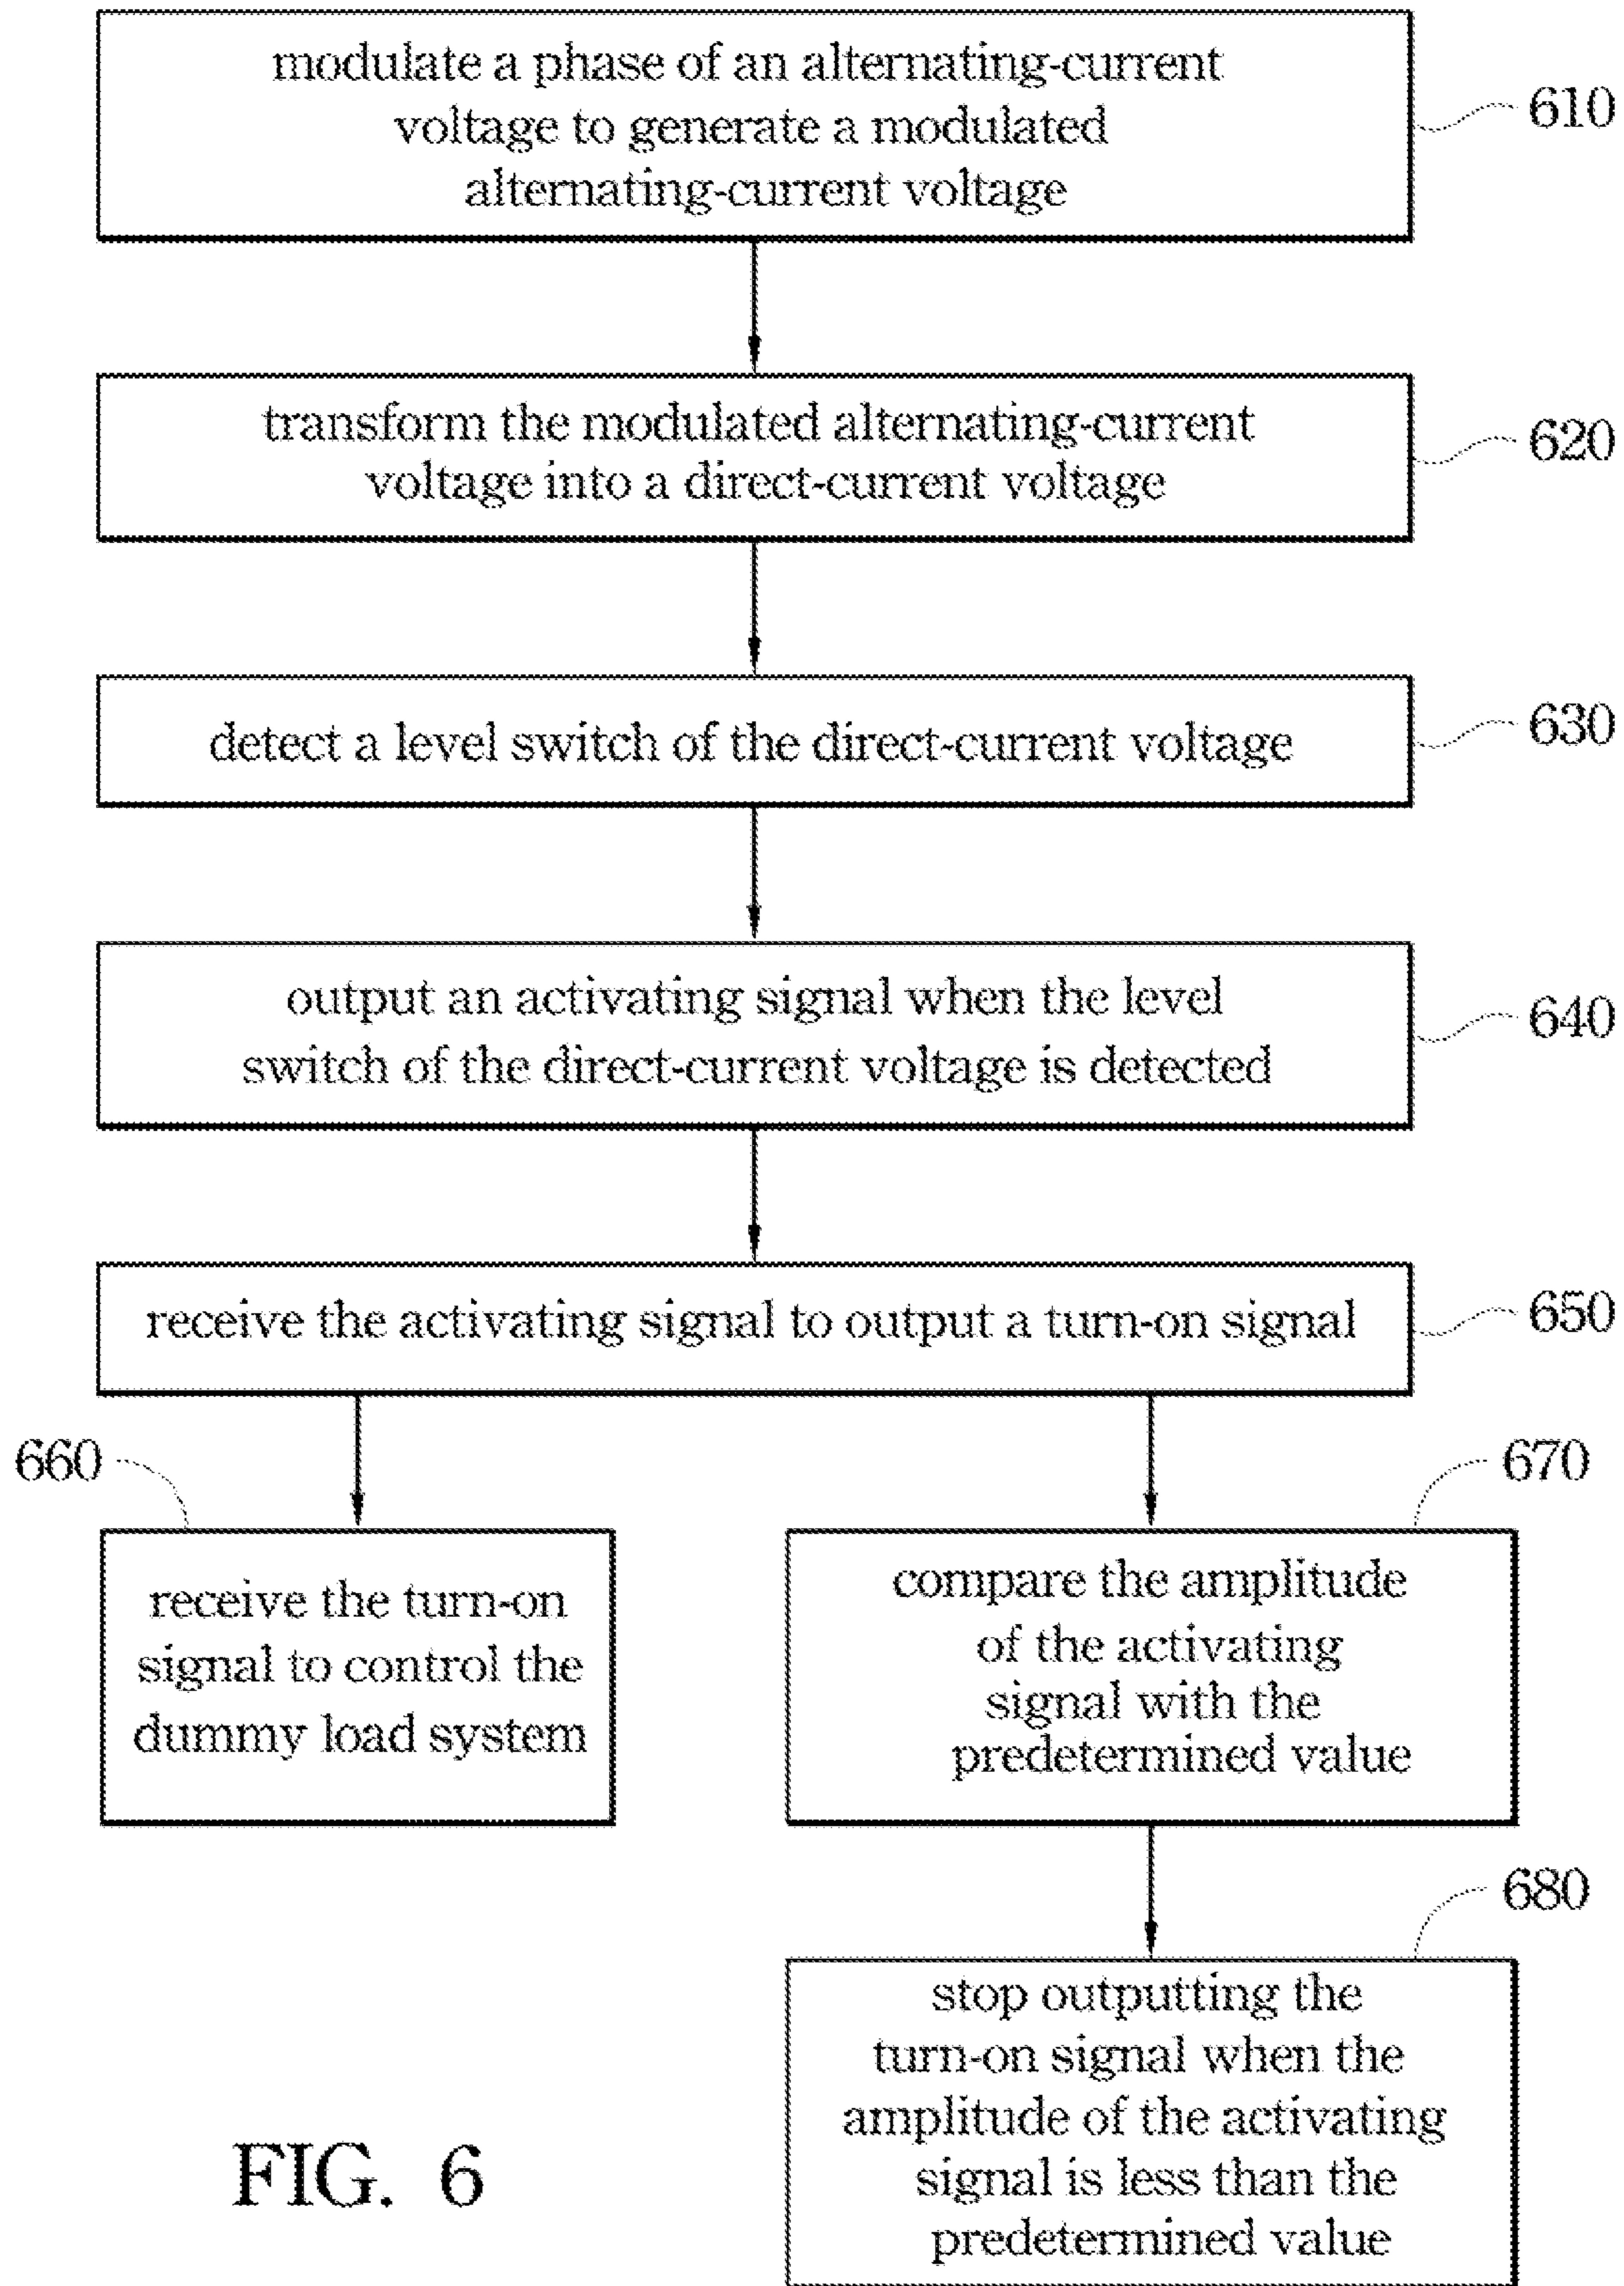 modulate a phase of an alternating-current
voltage to generate a modulated
alternating-current voltage
610
transform the modulated alternating-current
voltage into a direct-current voltage
620
detect a level switch of the direct-current voltage
630
output an activating signal when the level
switch of the direct-current voltage is detected
640
receive the activating signal to output a turn-on signal
650
660
receive the turn-on
signal to control the
dummy load system
670
compare the amplitude
of the activating
signal with the
predetermined value
680
stop outputting the
turn-on signal when the
amplitude of the activating
signal is less than the
predetermined value
FIG. 6